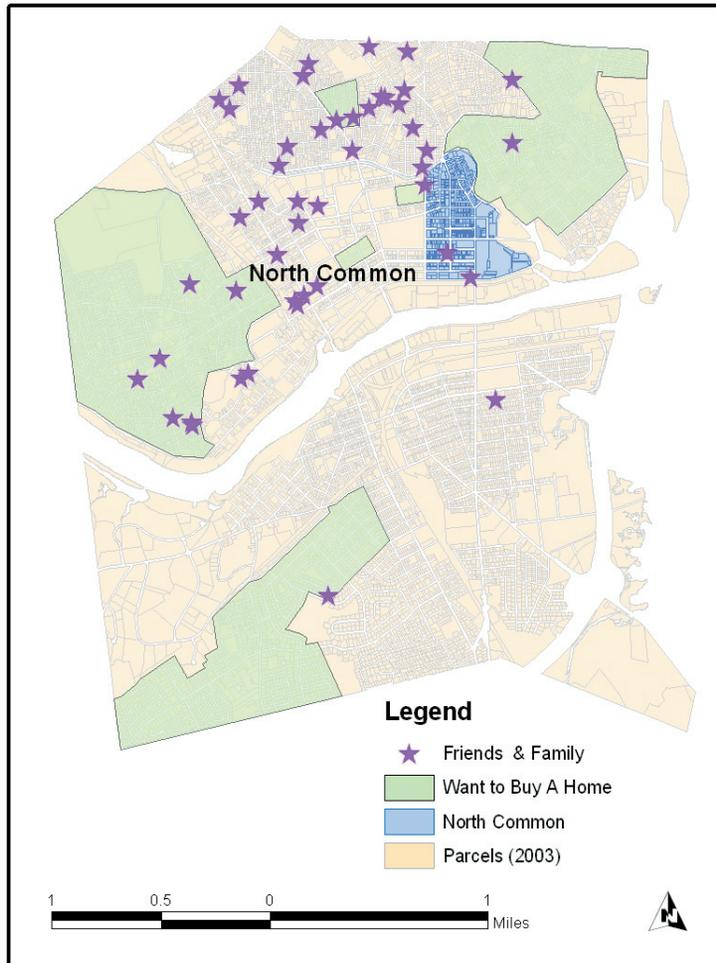 North Common
Legend
Friends & Family
Want to Buy A Home
North Common
Parcels (2003)
1 0.5 0 1
Miles
N